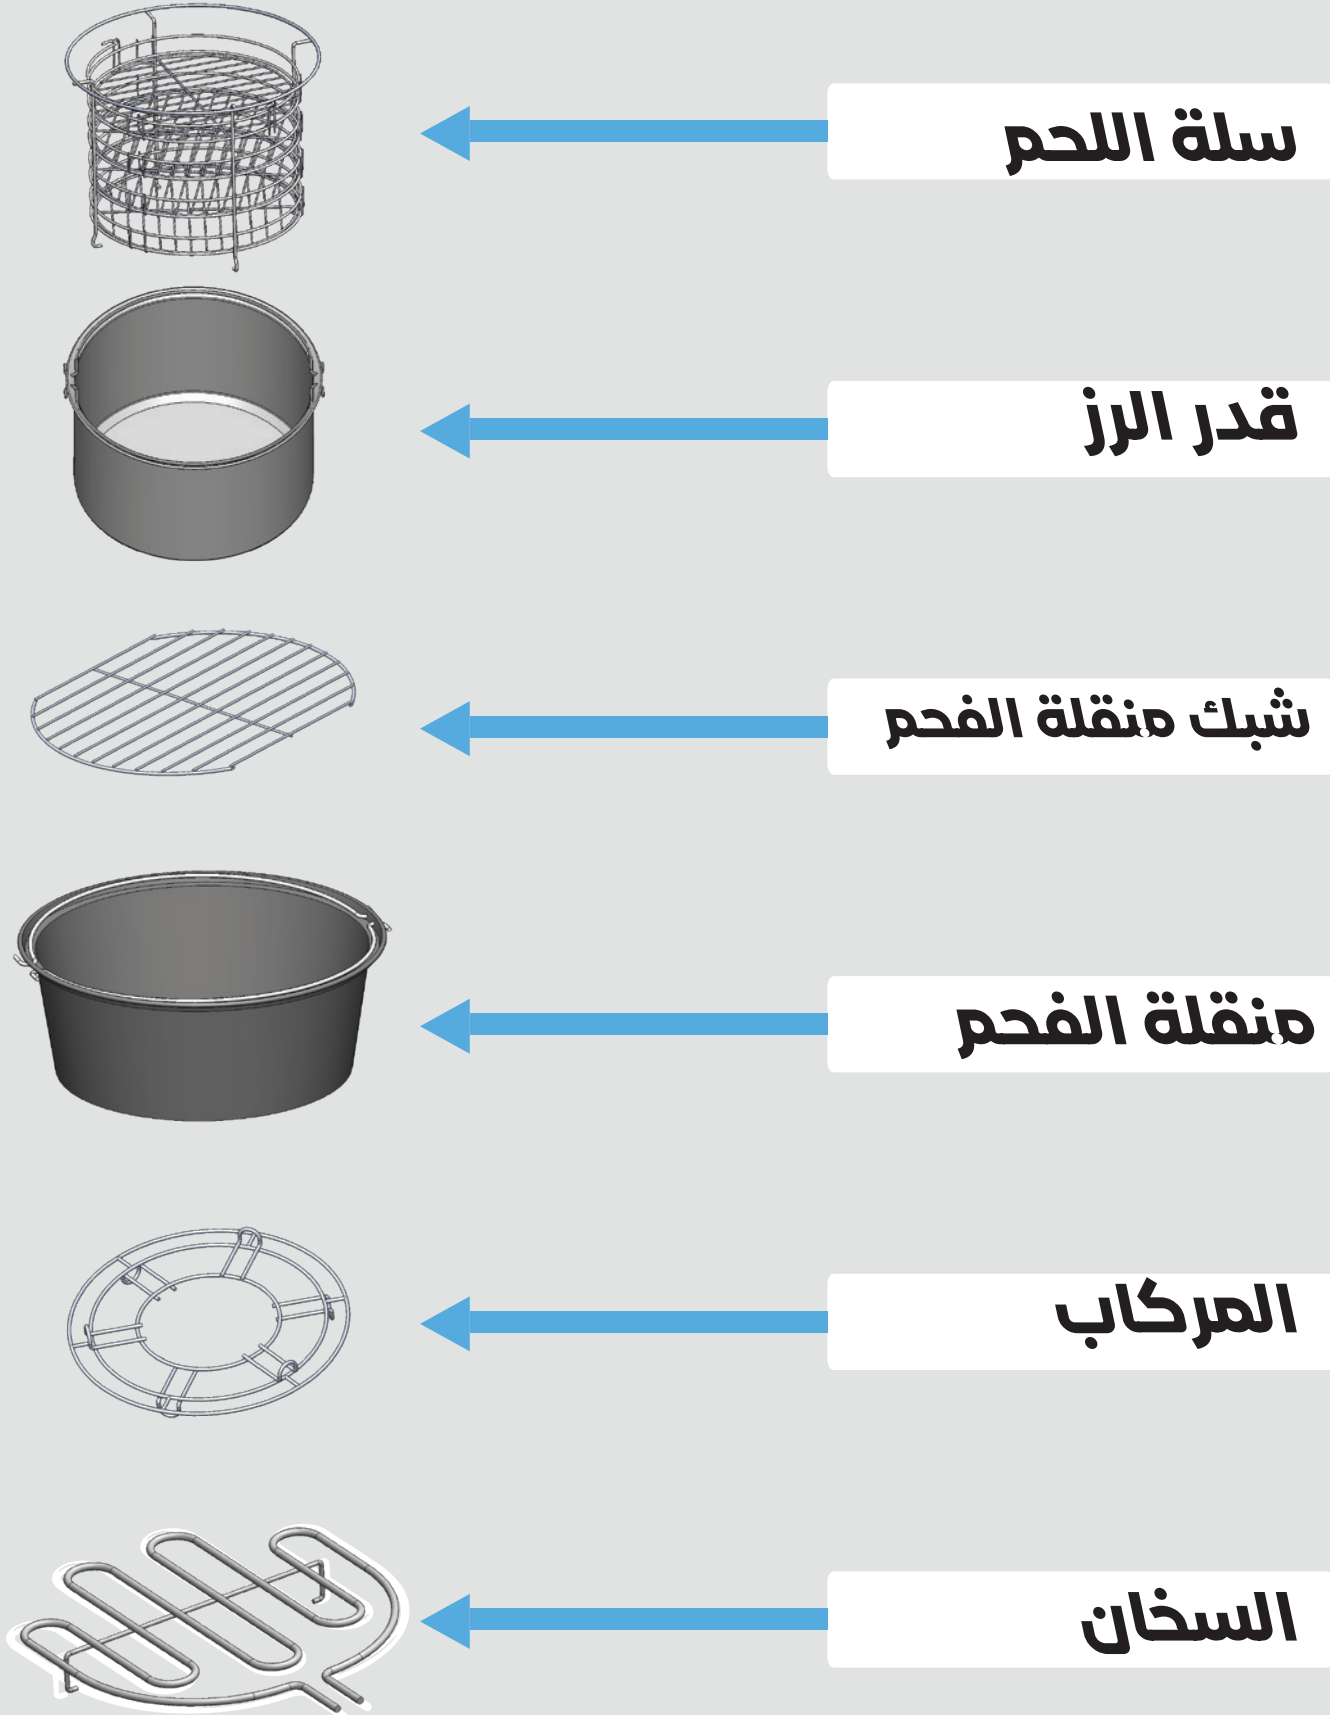 سلة اللحم
قدر الرز
شبك منقلة الفحم
منقلة الفحم
المركاب
السخان